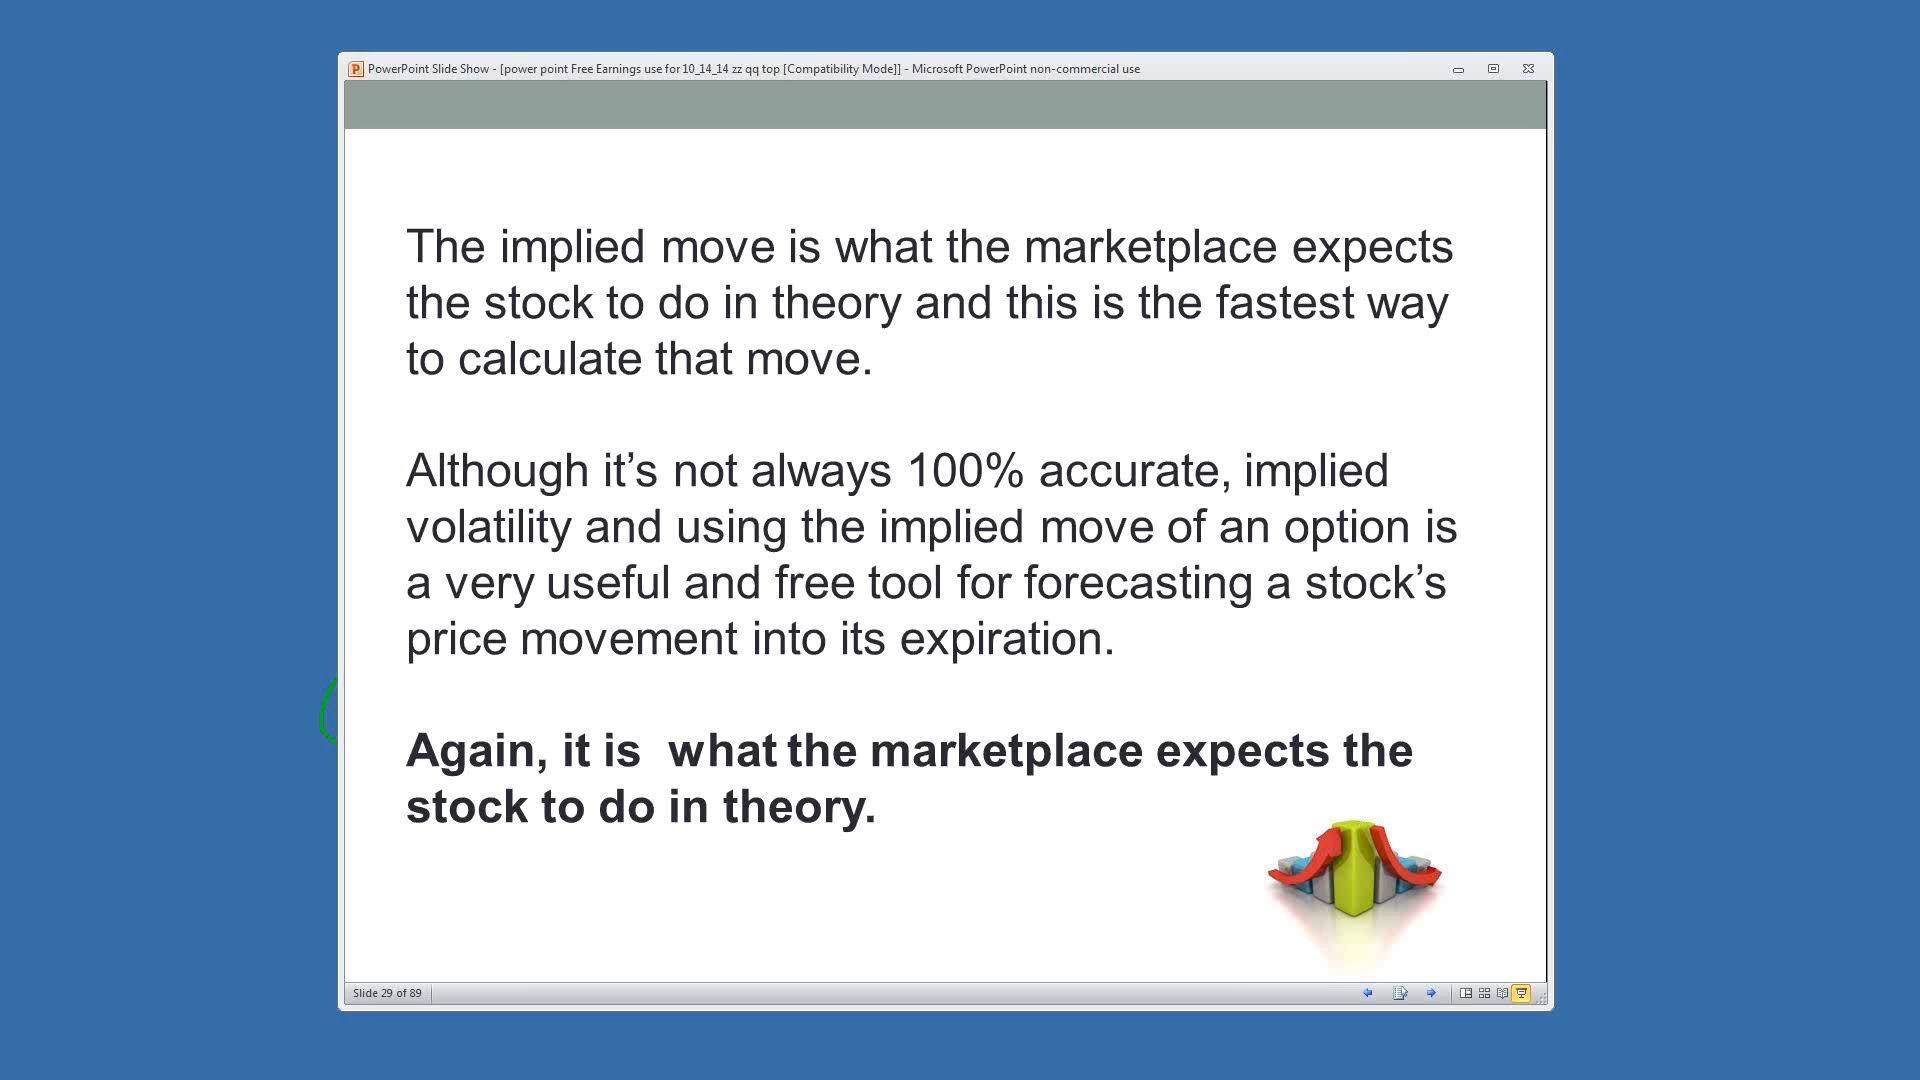 PowerPoint Slide Show - [power point Free Earnings use for 10_14_14 zz qq top [Compatibility Mode]] - Microsoft PowerPoint non-commercial use
The implied move is what the marketplace expects
the stock to do in theory and this is the fastest way
to calculate that move.
Although it’s not always 100% accurate, implied
volatility and using the implied move of an option is
a very useful and free tool for forecasting a stock’s
price movement into its expiration.
Again, it is  what the marketplace expects the
stock to do in theory.
Slide 29 of 89